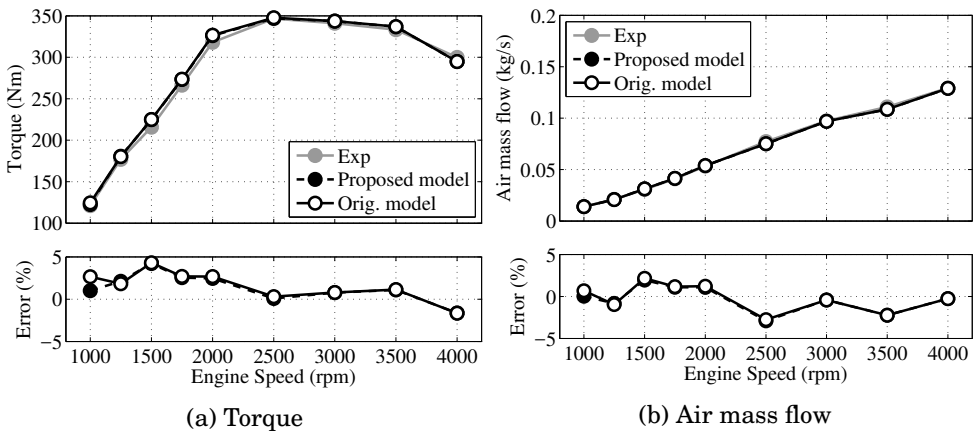 350
300
250
200
150
100
Torque (Nm)
Exp
Proposed model
Orig. model
5
0
−5
Error (%)
1000 1500 2000 2500 3000 3500 4000
Engine Speed (rpm)
(a) Torque
0.2
0.15
0.1
0.05
0
Air mass flow (kg/s)
Exp
Proposed model
Orig. model
5
0
−5
Error (%)
1000 1500 2000 2500 3000 3500 4000
Engine Speed (rpm)
(b) Air mass flow